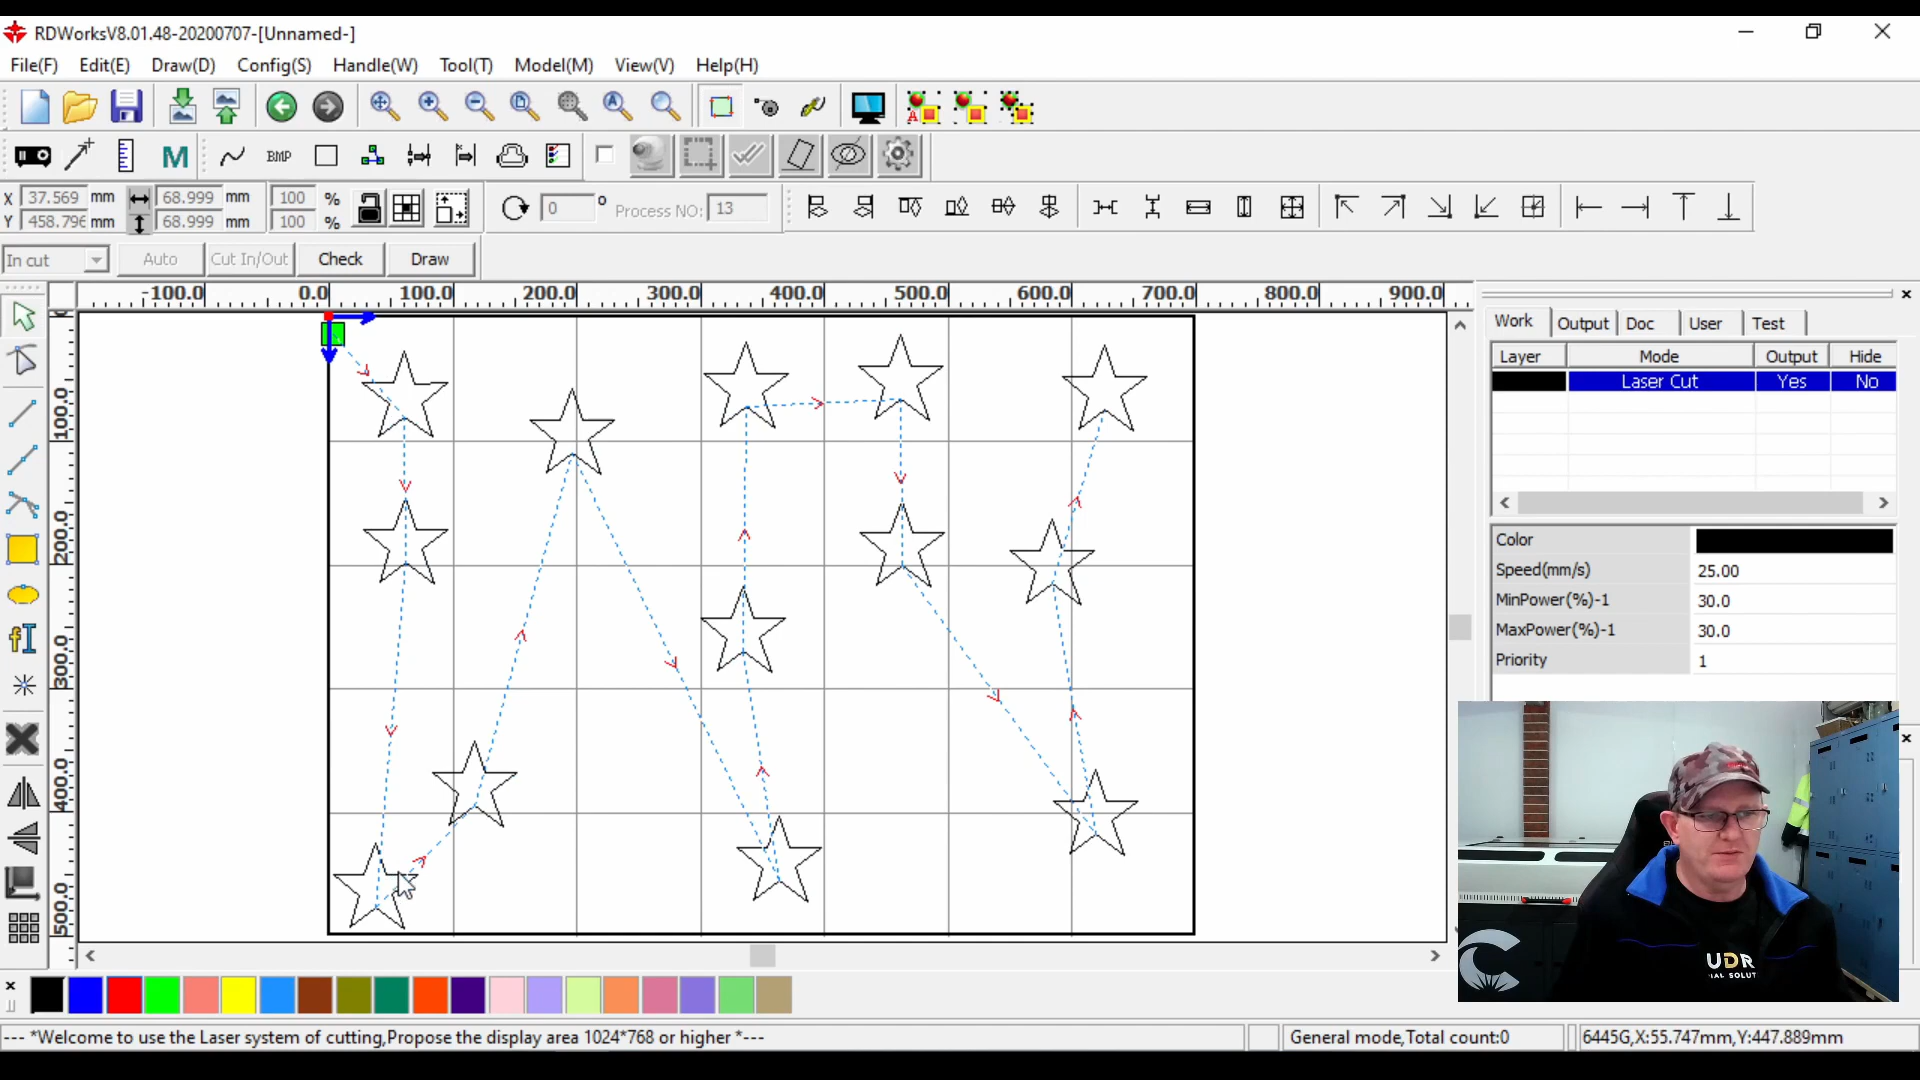 RDWorksV8.01.48-20200707-[Unnamed-]
File(F) Edit(E) Draw(D) Config(S) Handle(W) Tool(T) Model(M) View(V) Help(H)
BMP
X 37.569 mm 68.999 mm 100 %
Y 458.796 mm 68.999 mm 100 %
0 ° Process NO: 13
In cut Auto Cut In/Out Check Draw
-100.0 0.0 100.0 200.0 300.0 400.0 500.0 600.0 700.0 800.0 900.0
100.0
200.0
300.0
400.0
500.0
Work Output Doc User Test
Layer Mode Output Hide
Laser Cut Yes No
Color
Speed(mm/s) 25.00
MinPower(%)-1 30.0
MaxPower(%)-1 30.0
Priority 1
UDR
IAL SOLUT
--- *Welcome to use the Laser system of cutting,Propose the display area 1024*768 or higher *---
General mode,Total count:0
6445G,X:55.747mm,Y:447.889mm